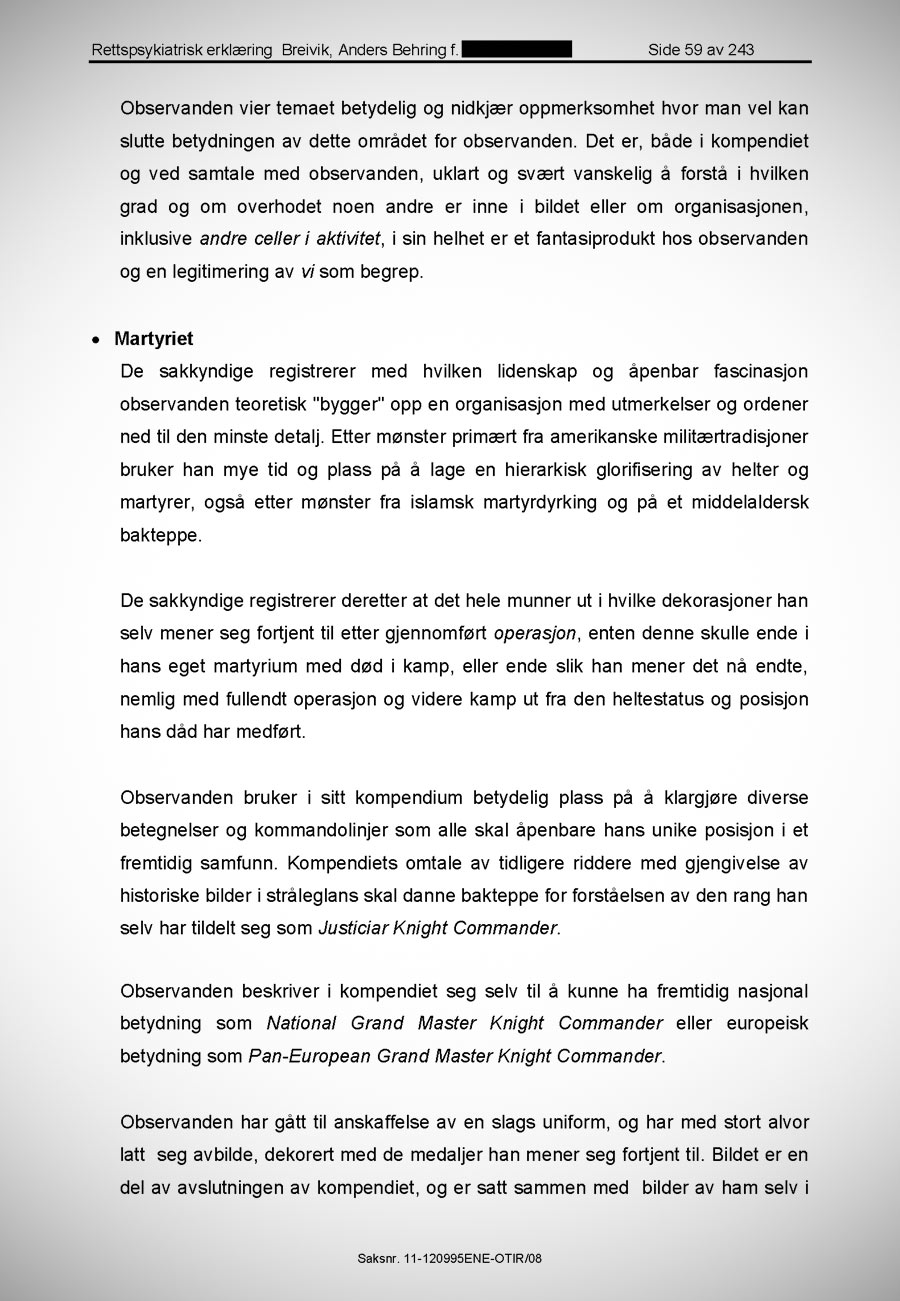 Rettspsykiatrisk erklæring Breivik, Anders Behring f. Side 59 av 243
Observanden vier temaet betydelig og nidkjær oppmerksomhet hvor man vel kan
slutte betydningen av dette området for observanden. Det er, både i kompendiet
og ved samtale med observanden, uklart og svært vanskelig å forstå i hvilken
grad og om overhodet noen andre er inne i bildet eller om organisasjonen,
inklusive andre celler i aktivitet, i sin helhet er et fantasiprodukt hos observanden
og en legitimering av vi som begrep.
• Martyriet
De sakkyndige registrerer med hvilken lidenskap og åpenbar fascinasjon
observanden teoretisk "bygger" opp en organisasjon med utmerkelser og ordener
ned til den minste detalj. Etter mønster primært fra amerikanske militærtradisjoner
bruker han mye tid og plass på å lage en hierarkisk glorifisering av helter og
martyrer, også etter mønster fra islamsk martyrdyrking og på et middelaldersk
bakteppe.
De sakkyndige registrerer deretter at det hele munner ut i hvilke dekorasjoner han
selv mener seg fortjent til etter gjennomført operasjon, enten denne skulle ende i
hans eget martyrium med død i kamp, eller ende slik han mener det nå endte,
nemlig med fullendt operasjon og videre kamp ut fra den heltestatus og posisjon
hans dåd har medført.
Observanden bruker i sitt kompendium betydelig plass på å klargjøre diverse
betegnelser og kommandolinjer som alle skal åpenbare hans unike posisjon i et
fremtidig samfunn. Kompendiets omtale av tidligere riddere med gjengivelse av
historiske bilder i stråleglans skal danne bakteppe for forståelsen av den rang han
selv har tildelt seg som Justiciar Knight Commander.
Observanden beskriver i kompendiet seg selv til å kunne ha fremtidig nasjonal
betydning som National Grand Master Knight Commander eller europeisk
betydning som Pan-European Grand Master Knight Commander.
Observanden har gått til anskaffelse av en slags uniform, og har med stort alvor
latt seg avbilde, dekorert med de medaljer han mener seg fortjent til. Bildet er en
del av avslutningen av kompendiet, og er satt sammen med bilder av ham selv i
Saksnr. 11-120995ENE-OTIR/08